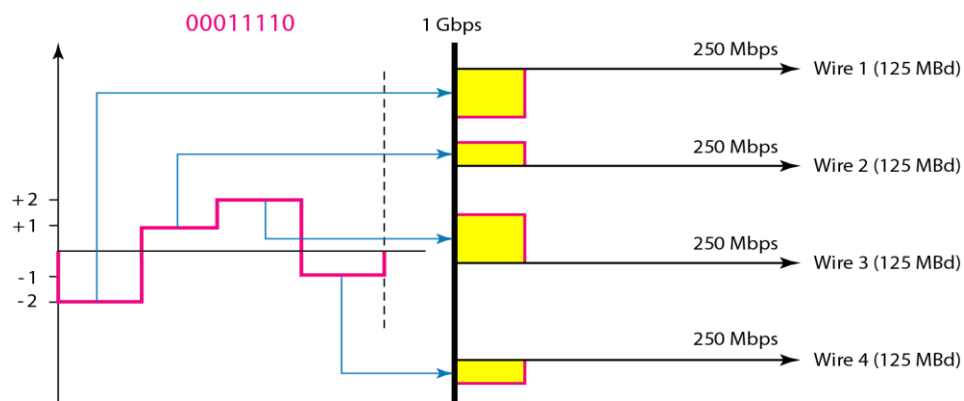 00011110
1 Gbps
250 Mbps
Wire 1 (125 MBd)
250 Mbps
Wire 2 (125 MBd)
+2
+1
-1
-2
250 Mbps
Wire 3 (125 MBd)
250 Mbps
Wire 4 (125 MBd)